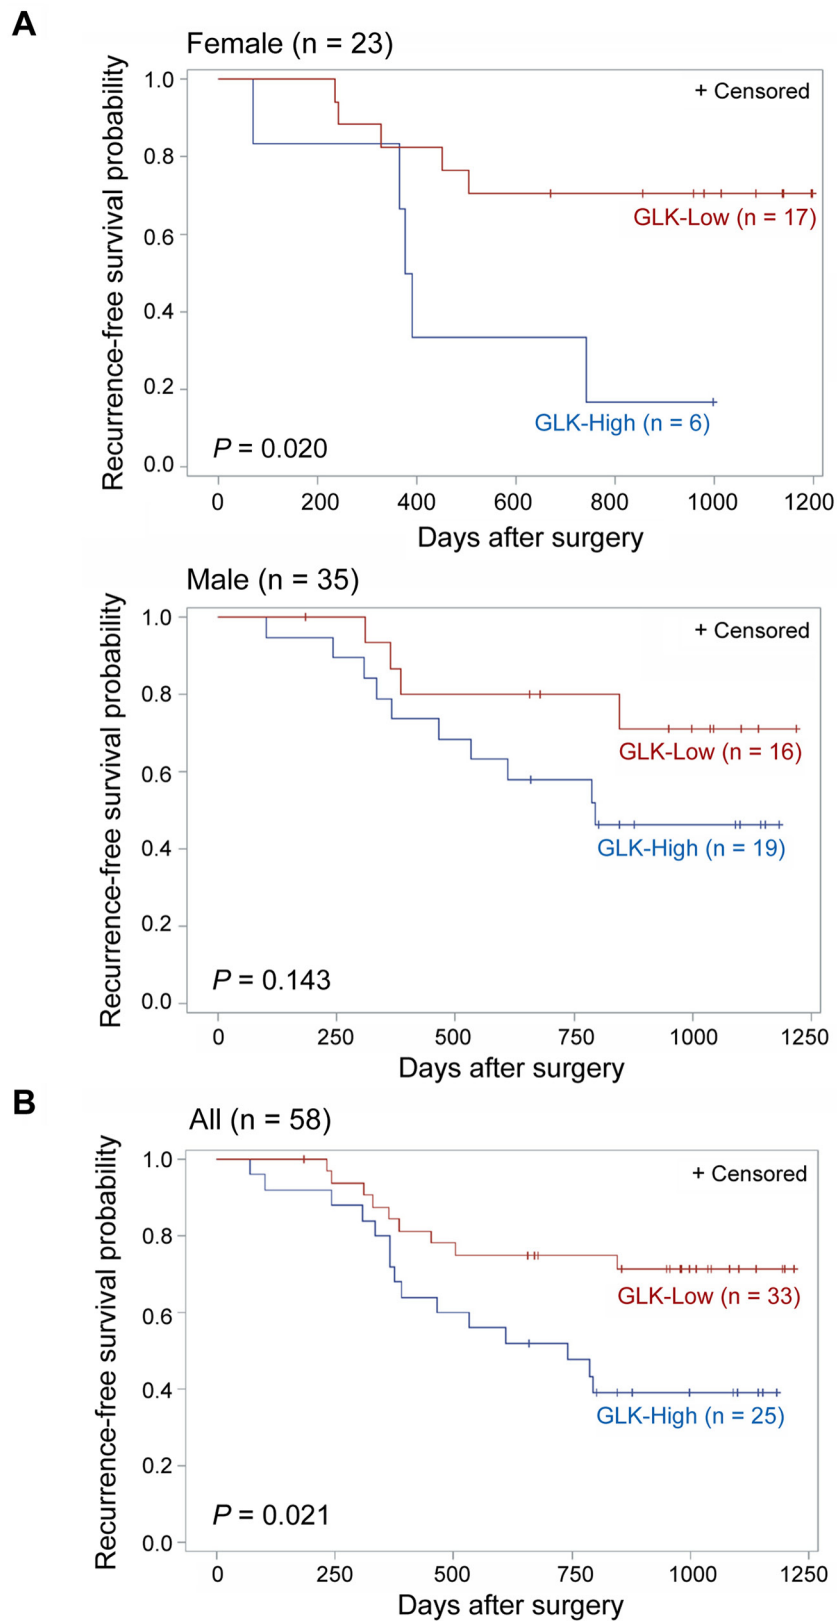 A
Female (n = 23)
Recurrence-free survival probability
1.0
0.8
0.6
0.4
0.2
0.0
+ Censored
GLK-Low (n = 17)
GLK-High (n = 6)
P = 0.020
0 200 400 600 800 1000 1200
Days after surgery
Male (n = 35)
Recurrence-free survival probability
1.0
0.8
0.6
0.4
0.2
0.0
+ Censored
GLK-Low (n = 16)
GLK-High (n = 19)
P = 0.143
0 250 500 750 1000 1250
Days after surgery
B
All (n = 58)
Recurrence-free survival probability
1.0
0.8
0.6
0.4
0.2
0.0
+ Censored
GLK-Low (n = 33)
GLK-High (n = 25)
P = 0.021
0 250 500 750 1000 1250
Days after surgery